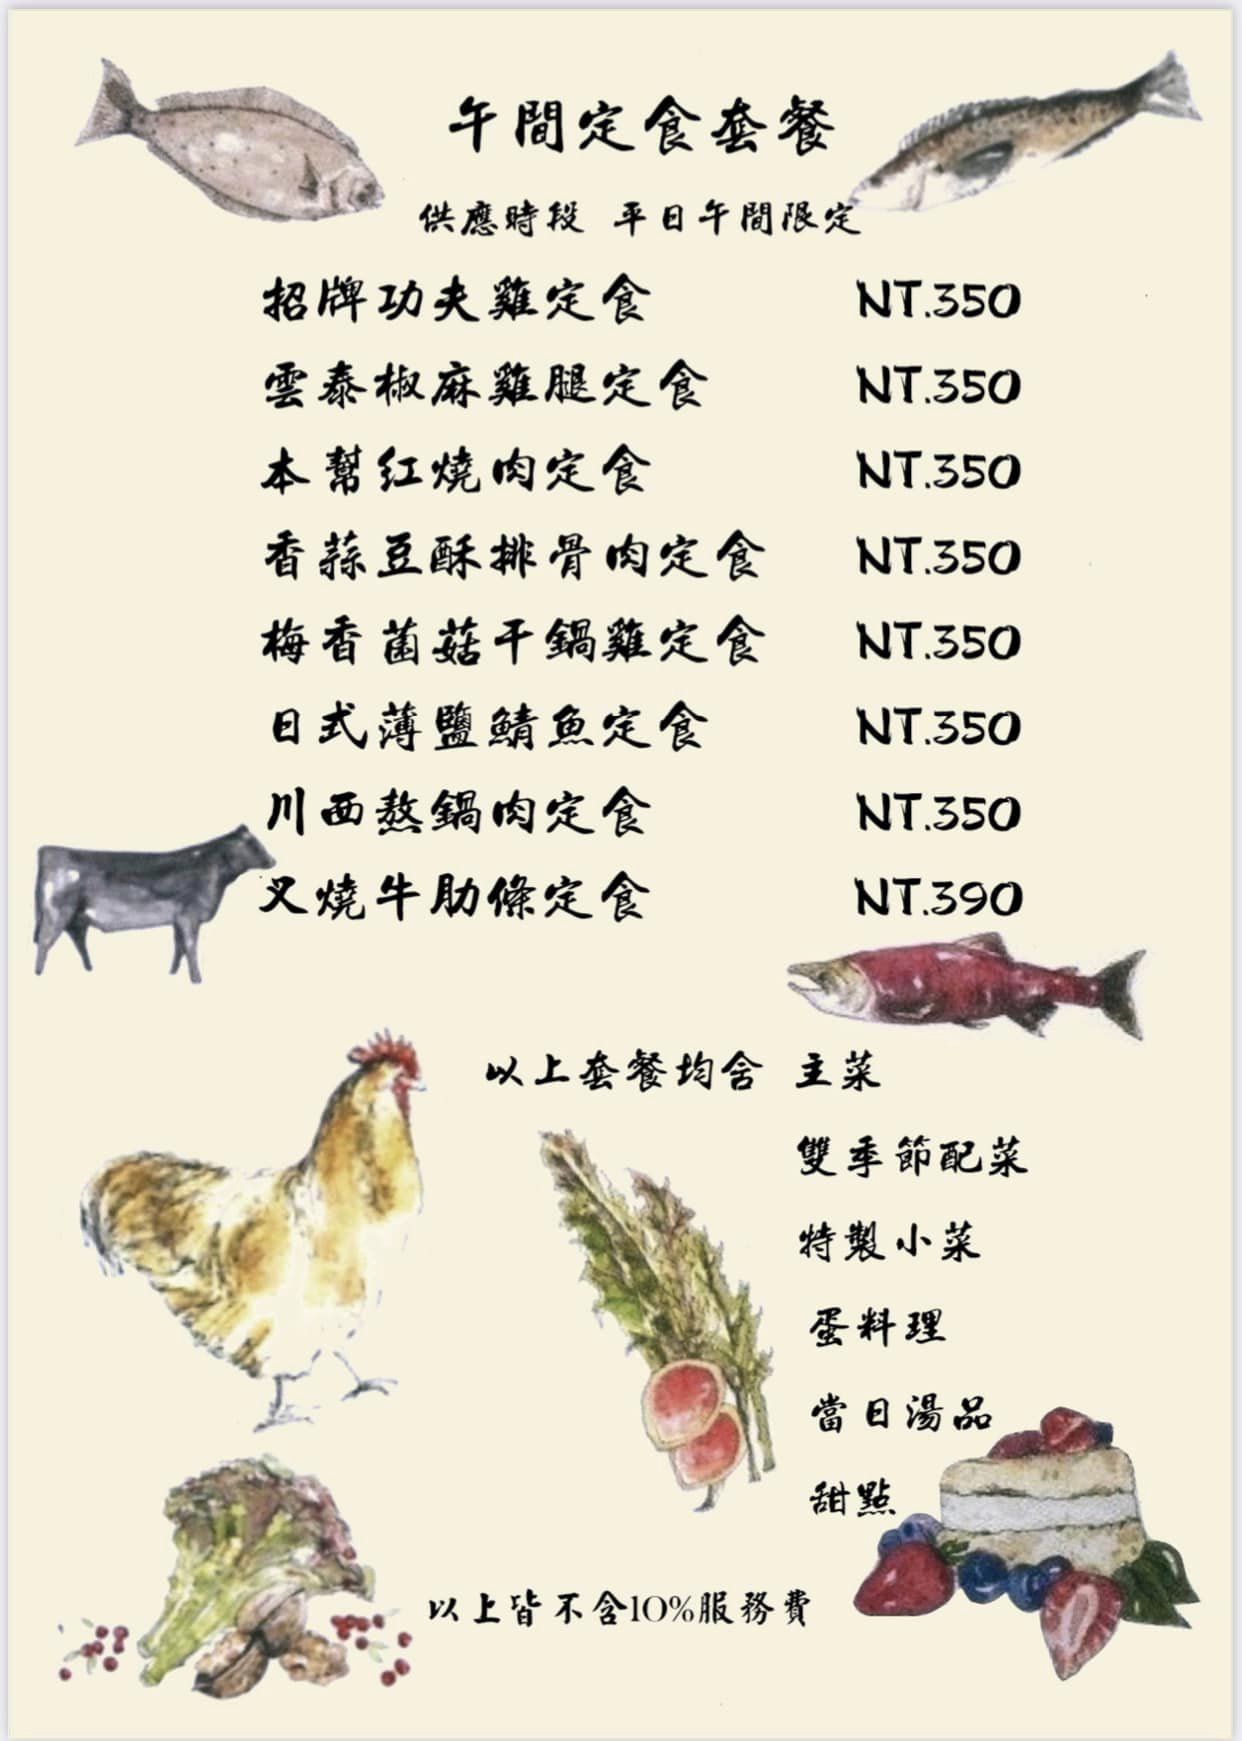 午間定食套餐
供應時段 平日午間限定
招牌功夫雞定食 NT.350
雲泰椒麻雞腿定食 NT.350
本幫紅燒肉定食 NT.350
香蒜豆酥排骨肉定食 NT.350
梅香菌菇干鍋雞定食 NT.350
日式薄鹽鯖魚定食 NT.350
川西熬鍋肉定食 NT.350
叉燒牛肋條定食 NT.390
以上套餐均含 主菜
雙季節配菜
特製小菜
蛋料理
當日湯品
甜點
以上皆不含10%服務費